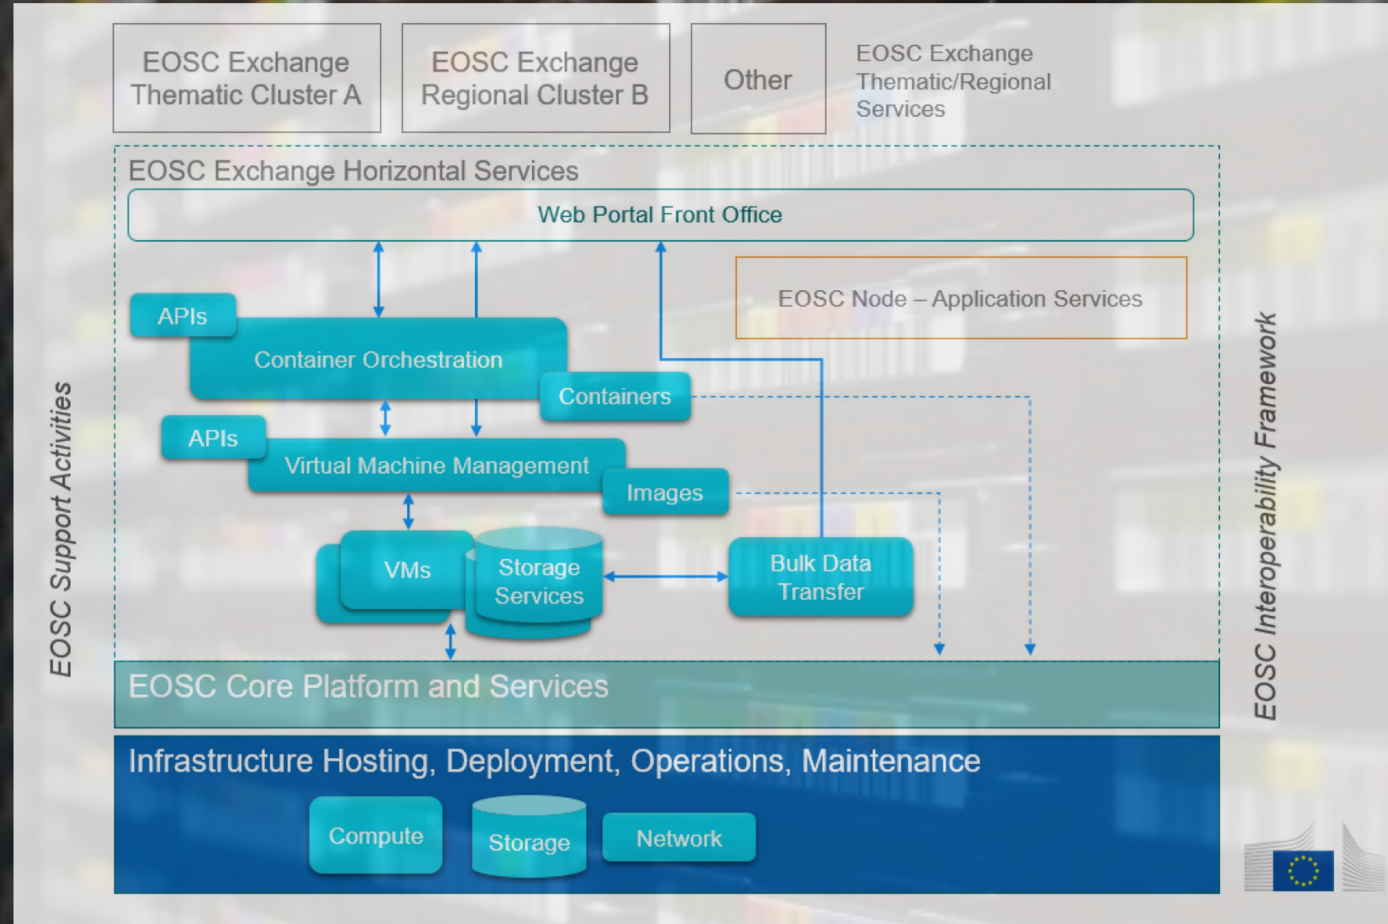 EOSC Exchange
Thematic Cluster A
EOSC Exchange
Regional Cluster B
Other
EOSC Exchange
Thematic/Regional
Services
EOSC Exchange Horizontal Services
Web Portal Front Office
EOSC Node – Application Services
APIs
Container Orchestration
Containers
APIs
Virtual Machine Management
Images
VMs
Storage
Services
Bulk Data
Transfer
EOSC Support Activities
EOSC Interoperability Framework
EOSC Core Platform and Services
Infrastructure Hosting, Deployment, Operations, Maintenance
Compute
Storage
Network